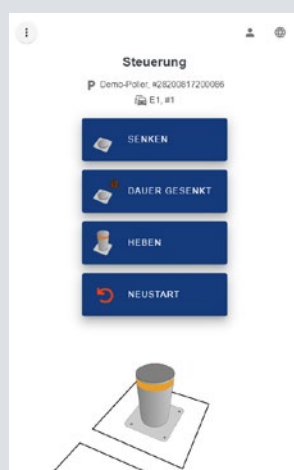 Steuerung
P Demo-Poller, #28200817200086
E1, #1
SENKEN
DAUER GESENKT
HEBEN
NEUSTART